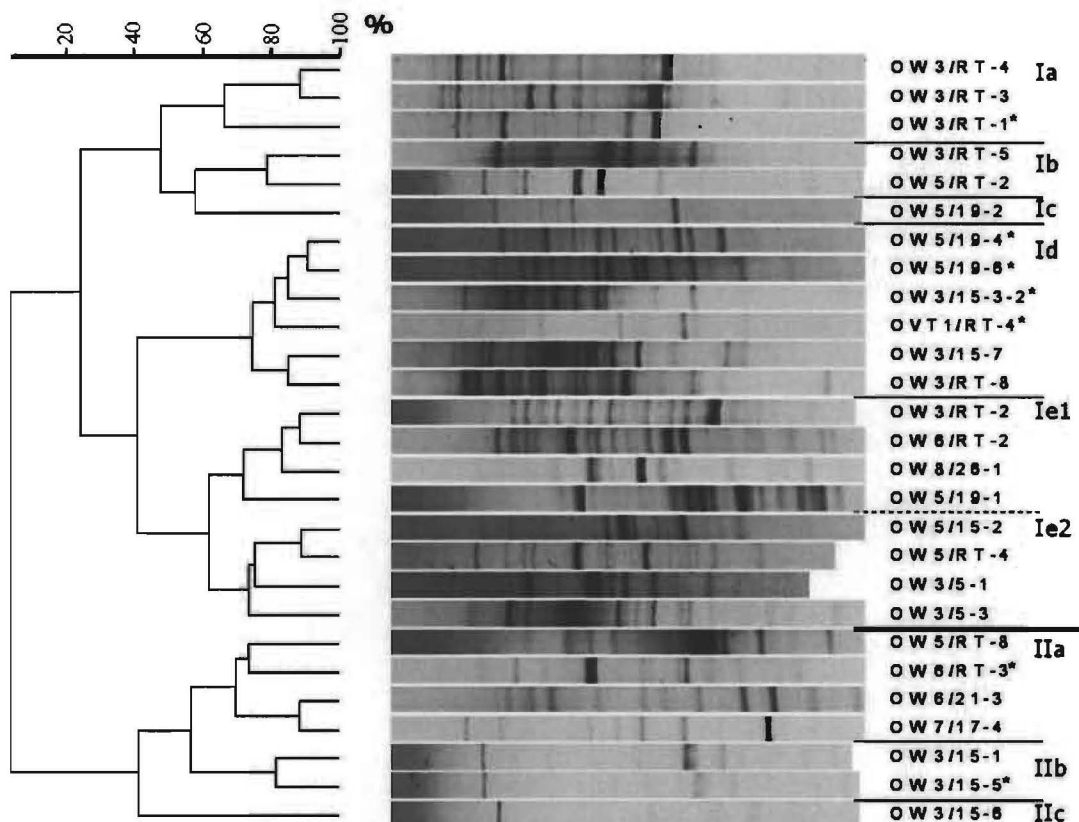 20 40 60 80 100 %
OW3/RT-4 Ia
OW3/RT-3
OW3/RT-1*
OW3/RT-5 Ib
OW5/RT-2
OW5/19-2 Ic
OW5/19-4* Id
OW5/19-6*
OW3/15-3-2*
OVT1/RT-4*
OW3/15-7
OW3/RT-8
OW3/RT-2 Ie1
OW6/RT-2
OW8/26-1
OW5/19-1
OW5/15-2 Ie2
OW5/RT-4
OW3/5-1
OW3/5-3
OW5/RT-8 IIa
OW6/RT-3*
OW6/21-3
OW7/17-4
OW3/15-1 IIb
OW3/15-5*
OW3/15-6 IIc